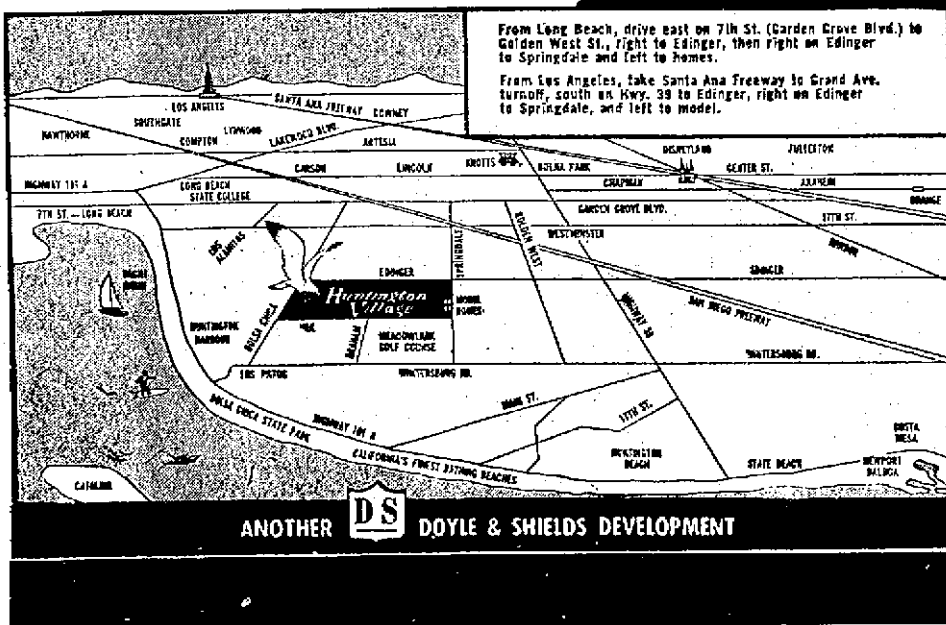 From Long Beach, drive east on 7th St. (Garden Grove Blvd.) to
Golden West St., right to Edinger, then right on Edinger
to Springdale and left to homes.
From Los Angeles, take Santa Ana Freeway to Grand Ave.
turnoff, south on Hwy. 39 to Edinger, right on Edinger
to Springdale, and left to model.
LOS ANGELES
SANTA ANA FREEWAY
DOWNEY
SOUTHGATE
HAWTHORNE
COMPTON
LYNWOOD
LAKEWOOD BLVD.
ARTESIA
DISNEYLAND
FULLERTON
CARSON
LINCOLN
KNOTTS
BUENA PARK
CENTER ST.
HIGHWAY 101 A
LONG BEACH
STATE COLLEGE
CHAPMAN
ANAHEIM
ORANGE
7TH ST. — LONG BEACH
GARDEN GROVE BLVD.
17TH ST.
LOS
ALAMITOS
SPRINGDALE
GOLDEN WEST
WESTMINSTER
EDINGER
EDINGER
Huntington
Village
MODEL
HOMES
HIGHWAY 39
SAN DIEGO FREEWAY
HUNTINGTON
HARBOUR
BOLSA CHICA
GRAHAM
MEADOWLARK
GOLF COURSE
LOS PATOS
WINTERSBURG RD.
WINTERSBURG RD.
BOLSA CHICA STATE PARK
HIGHWAY 101 A
MAIN ST.
17TH ST.
CALIFORNIA'S FINEST BATHING BEACHES
HUNTINGTON
BEACH
STATE BEACH
COSTA
MESA
NEWPORT
BALBOA
CATALINA
ANOTHER DS DOYLE & SHIELDS DEVELOPMENT